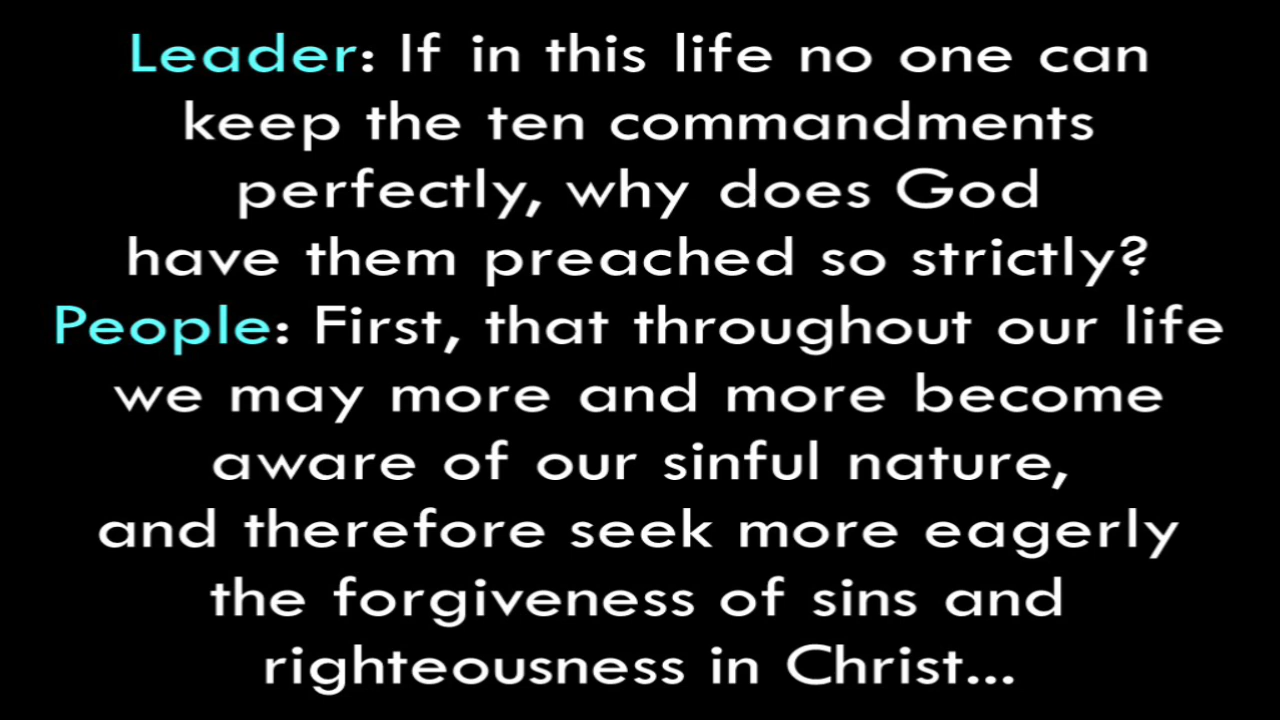 Leader: If in this life no one can
keep the ten commandments
perfectly, why does God
have them preached so strictly?
People: First, that throughout our life
we may more and more become
aware of our sinful nature,
and therefore seek more eagerly
the forgiveness of sins and
righteousness in Christ...